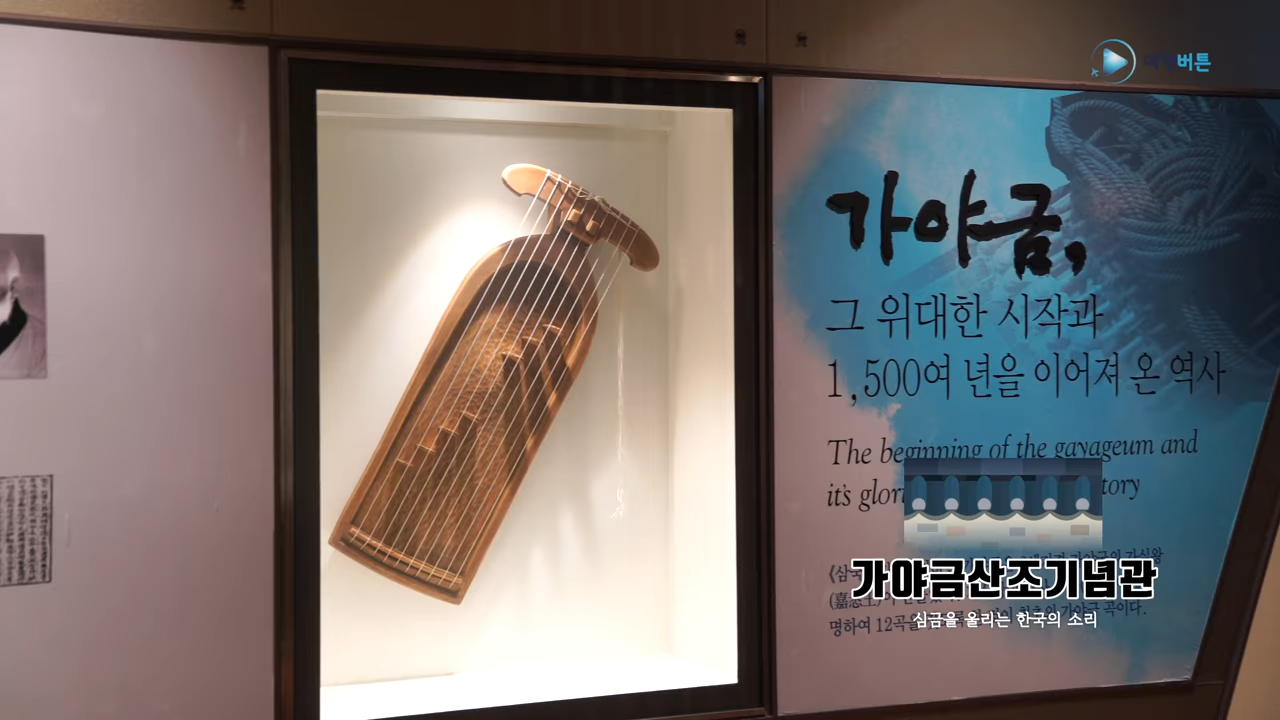 버튼
가야금,
그 위대한 시작과
1,500여 년을 이어져 온 역사
The beginning of the gayageum and
it's glori
tory
가야금산조기념관
심금을 울리는 한국의 소리
명하여 12곡을